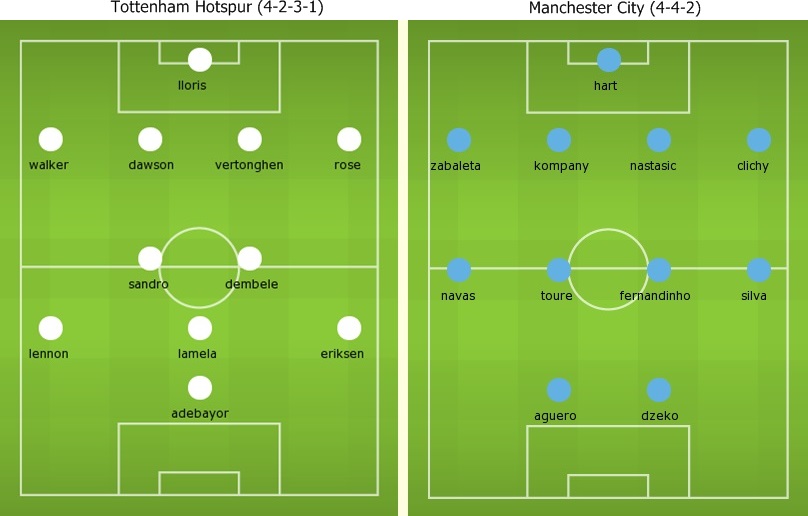 Tottenham Hotspur (4-2-3-1)
lloris
walker dawson vertonghen rose
sandro dembele
lennon lamela eriksen
adebayor
Manchester City (4-4-2)
hart
zabaleta kompany nastasic clichy
navas toure fernandinho silva
aguero dzeko